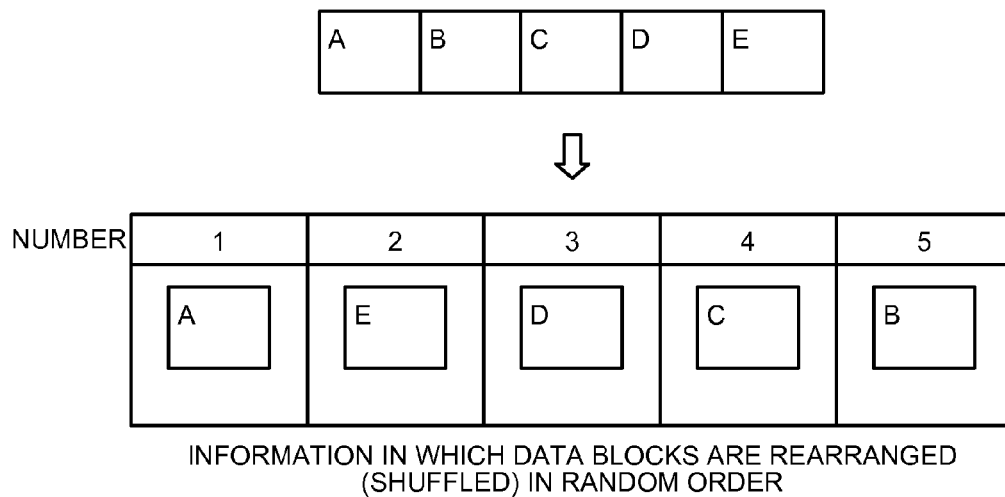 A B C D E
NUMBER 1 2 3 4 5
A E D C B
INFORMATION IN WHICH DATA BLOCKS ARE REARRANGED
(SHUFFLED) IN RANDOM ORDER